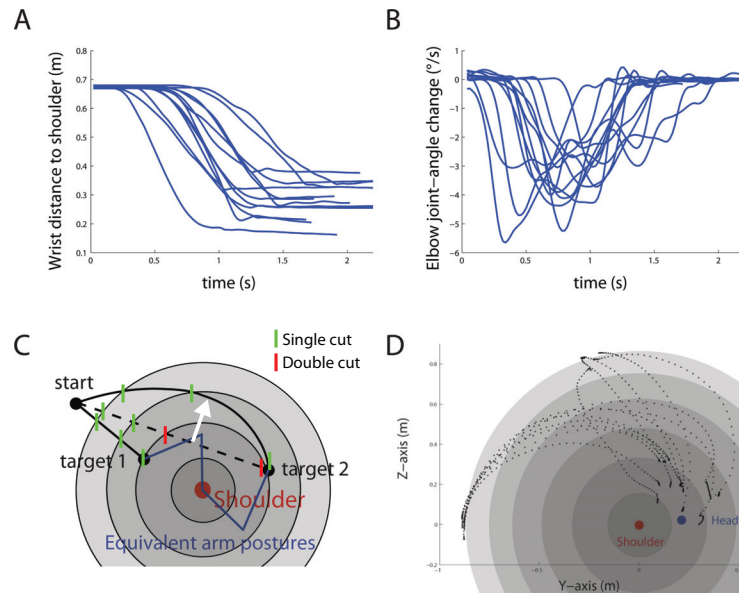 A
Wrist distance to shoulder (m)
0.8
0.7
0.6
0.5
0.4
0.3
0.2
0.1
0
0.5
1
1.5
2
time (s)
B
Elbow joint-angle change (°/s)
1
0
-1
-2
-3
-4
-5
-6
0
0.5
1.0
1.5
2
time (s)
C
Single cut
Double cut
start
target 1
target 2
Shoulder
Equivalent arm postures
D
Z-axis (m)
0.8
0.6
0.4
0.2
0
-0.2
-1
-0.5
0
0.5
Shoulder
Head
Y-axis (m)